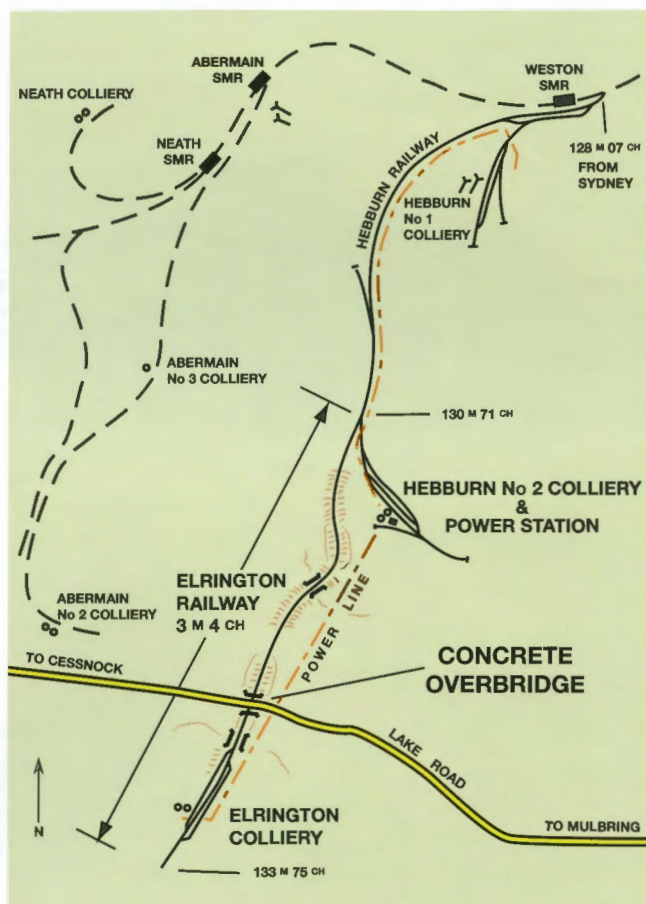 ABERMAIN
SMR
NEATH COLLIERY
WESTON
SMR
NEATH
SMR
128 M 07 CH
FROM
SYDNEY
HEBBURN RAILWAY
HEBBURN
No 1
COLLIERY
ABERMAIN
No 3 COLLIERY
130 M 71 CH
HEBBURN No 2 COLLIERY
&
POWER STATION
ELRINGTON
RAILWAY
3 M 4 CH
POWER LINE
ABERMAIN
No 2 COLLIERY
TO CESSNOCK
CONCRETE
OVERBRIDGE
LAKE ROAD
N
ELRINGTON
COLLIERY
TO MULBRING
133 M 75 CH